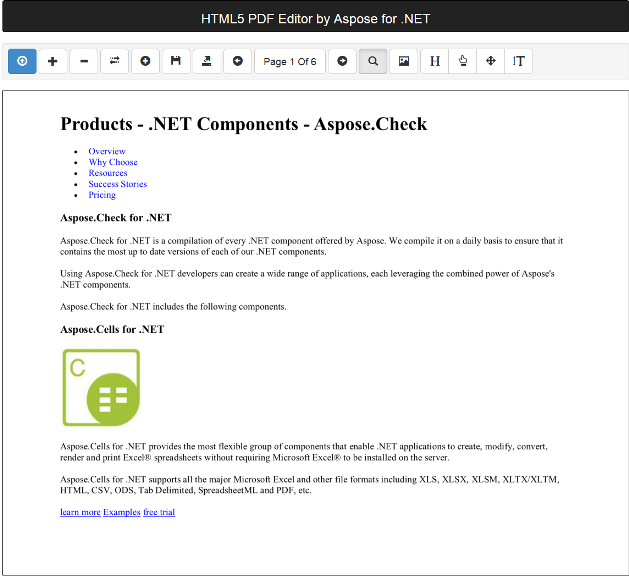 HTML5 PDF Editor by Aspose for .NET
Page 1 Of 6
H
T
Products - .NET Components - Aspose.Check
Overview
Why Choose
Resources
Success Stories
Pricing
Aspose.Check for .NET
Aspose.Check for .NET is a compilation of every .NET component offered by Aspose. We compile it on a daily basis to ensure that it
contains the most up to date versions of each of our .NET components.
Using Aspose.Check for .NET developers can create a wide range of applications, each leveraging the combined power of Aspose's
.NET components.
Aspose.Check for .NET includes the following components.
Aspose.Cells for .NET
C
Aspose.Cells for .NET provides the most flexible group of components that enable .NET applications to create, modify, convert,
render and print Excel® spreadsheets without requiring Microsoft Excel® to be installed on the server.
Aspose.Cells for .NET supports all the major Microsoft Excel and other file formats including XLS, XLSX, XLSM, XLTX/XLTM,
HTML, CSV, ODS, Tab Delimited, SpreadsheetML and PDF, etc.
learn more Examples free trial